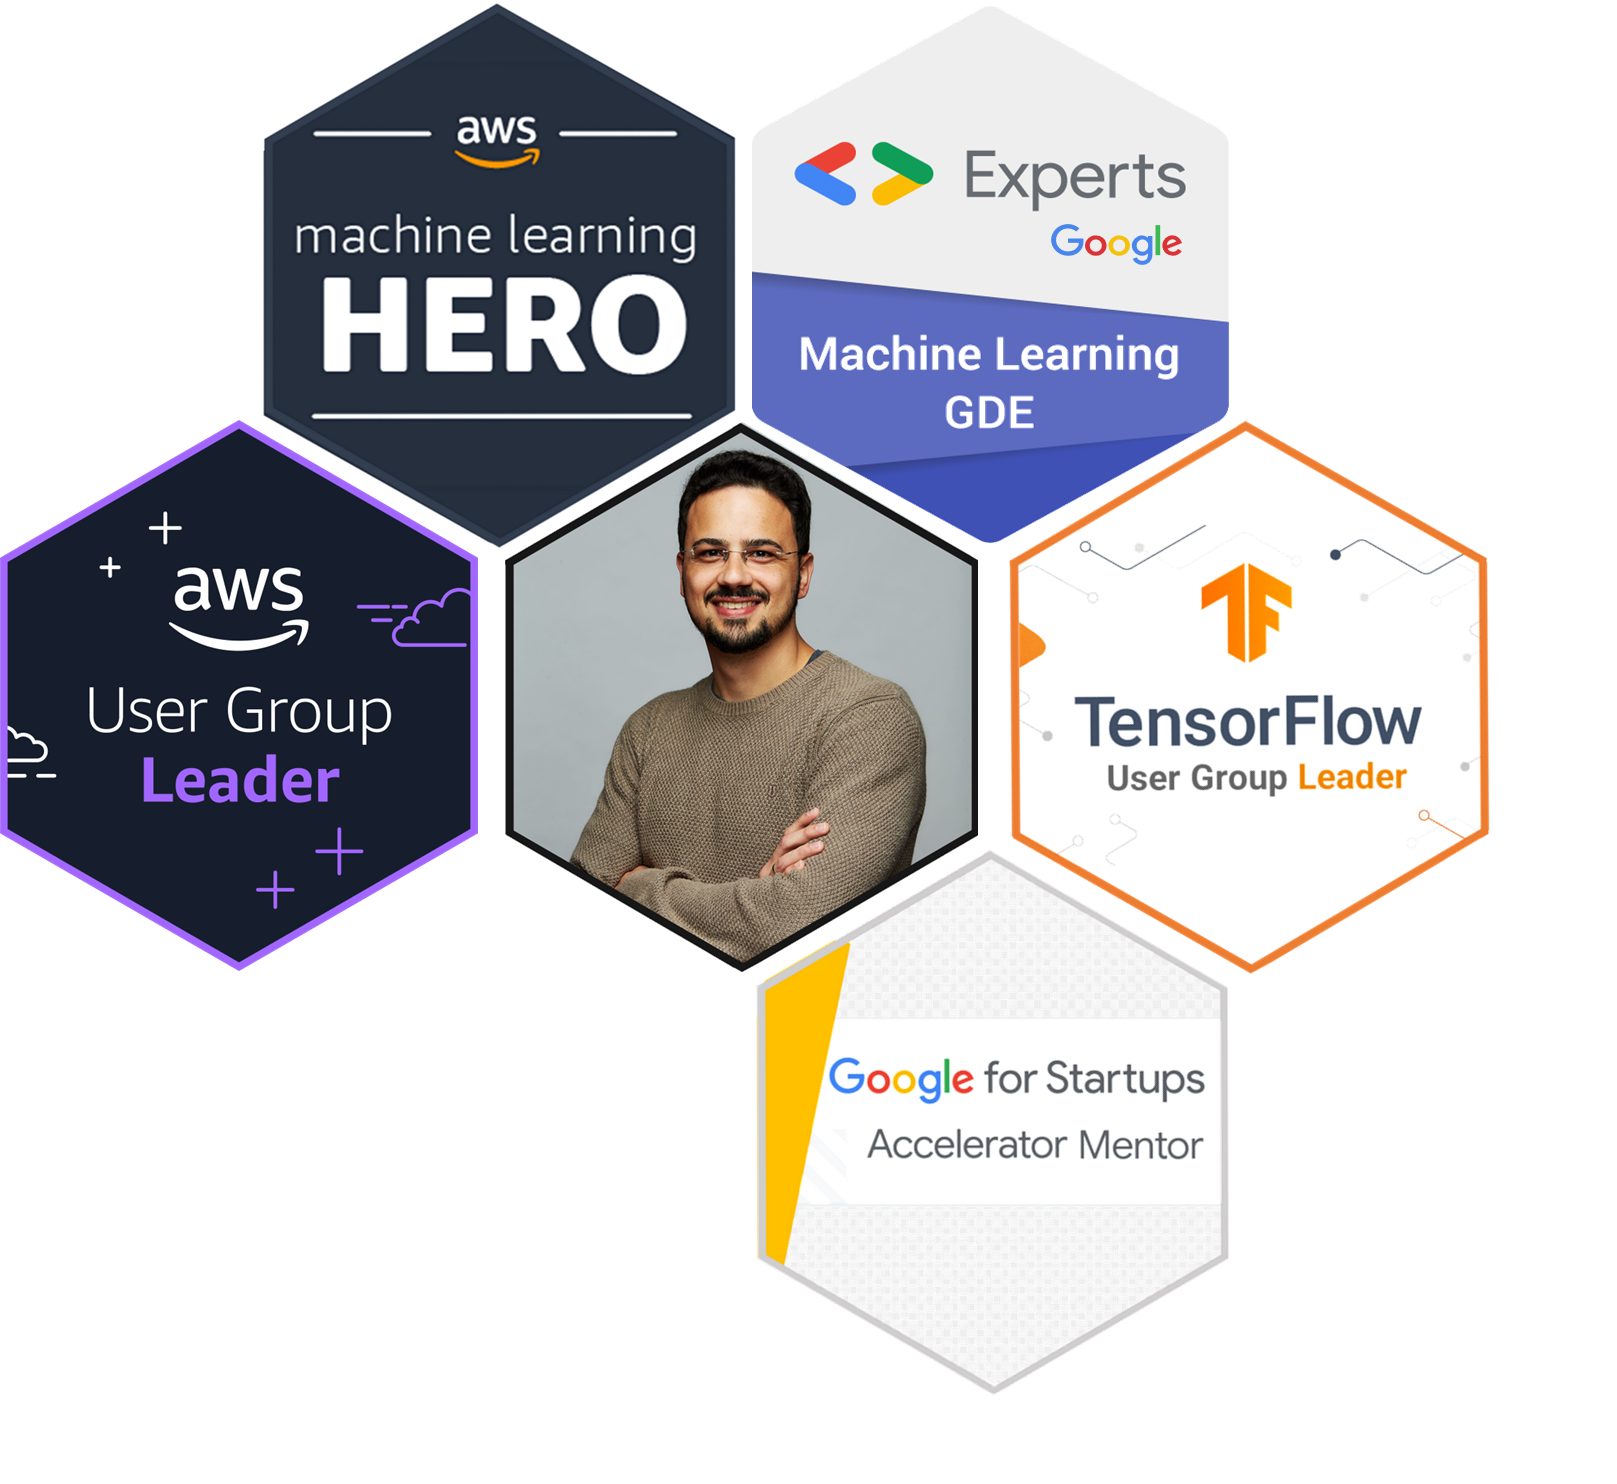 aws
machine learning
HERO
Experts
Google
Machine Learning
GDE
aws
User Group
Leader
TensorFlow
User Group Leader
Google for Startups
Accelerator Mentor